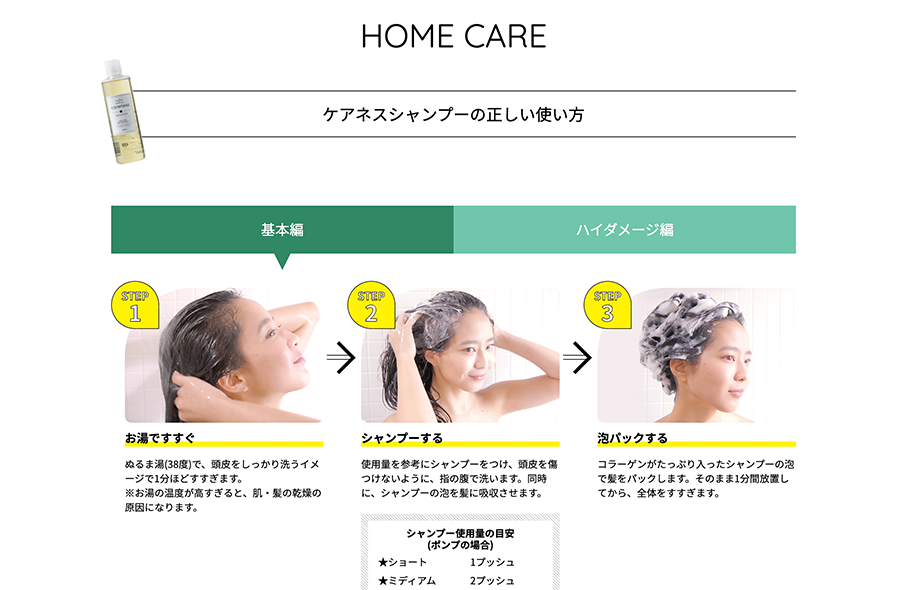 HOME CARE
ケアネスシャンプーの正しい使い方
基本編
ハイダメージ編
STEP
1
STEP
2
STEP
3
お湯ですすぐ
ぬるま湯(38度)で、頭皮をしっかり洗うイメ
ージで1分ほどすすぎます。
※お湯の温度が高すぎると、肌・髪の乾燥の
原因になります。
シャンプーする
使用量を参考にシャンプーをつけ、頭皮を傷
つけないように、指の腹で洗います。同時
に、シャンプーの泡を髪に吸収させます。
シャンプー使用量の目安
(ポンプの場合)
★ショート 1プッシュ
★ミディアム 2プッシュ
泡パックする
コラーゲンがたっぷり入ったシャンプーの泡
で髪をパックします。そのまま1分間放置し
てから、全体をすすぎます。